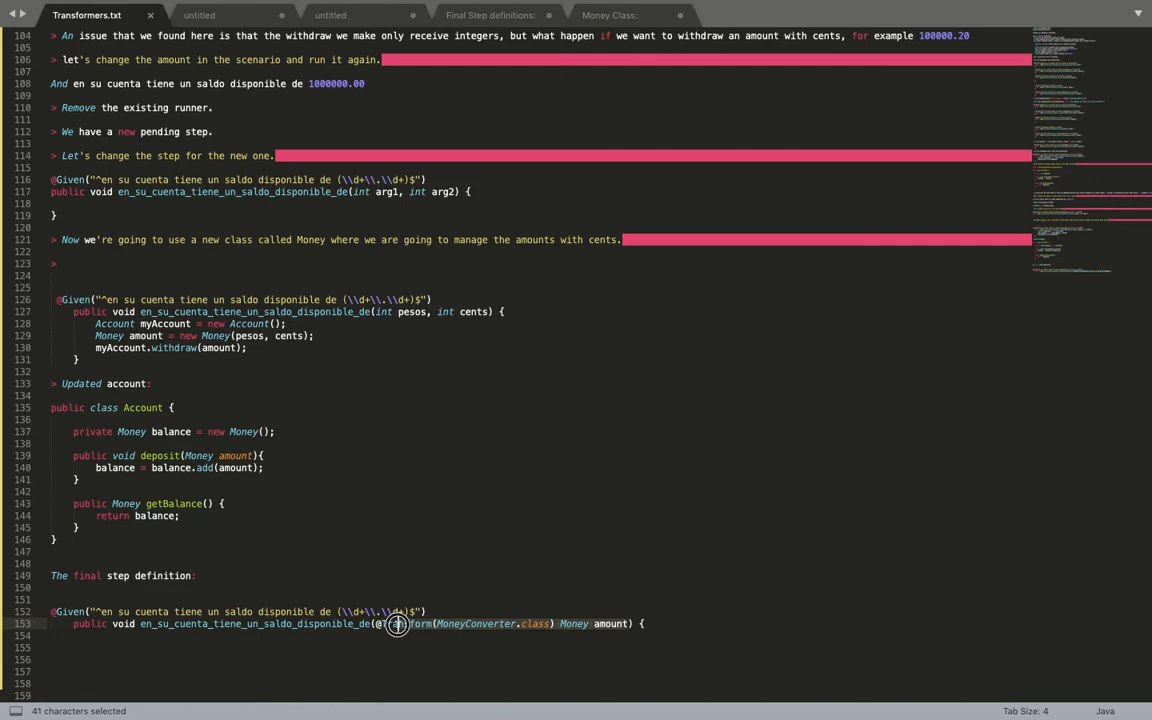 Transformers.txt × untitled untitled Final Step definitions: Money Class:
104 > An issue that we found here is that the withdraw we make only receive integers, but what happen if we want to withdraw an amount with cents, for example 100000.20
105
106 > let's change the amount in the scenario and run it again.
107
108 And en su cuenta tiene un saldo disponible de 1000000.00
109
110 > Remove the existing runner.
111
112 > We have a new pending step.
113
114 > Let's change the step for the new one.
115
116 @Given("^en su cuenta tiene un saldo disponible de (\\d+\\.\\d+)$")
117 public void en_su_cuenta_tiene_un_saldo_disponible_de(int arg1, int arg2) {
118
119 }
120
121 > Now we're going to use a new class called Money where we are going to manage the amounts with cents.
122
123 >
124
125
126 @Given("^en su cuenta tiene un saldo disponible de (\\d+\\.\\d+)$")
127 public void en_su_cuenta_tiene_un_saldo_disponible_de(int pesos, int cents) {
128 Account myAccount = new Account();
129 Money amount = new Money(pesos, cents);
130 myAccount.withdraw(amount);
131 }
132
133 > Updated account:
134
135 public class Account {
136
137 private Money balance = new Money();
138
139 public void deposit(Money amount){
140 balance = balance.add(amount);
141 }
142
143 public Money getBalance() {
144 return balance;
145 }
146 }
147
148
149 The final step definition:
150
151
152 @Given("^en su cuenta tiene un saldo disponible de (\\d+\\.\\d+)$")
153 public void en_su_cuenta_tiene_un_saldo_disponible_de(@Transform(MoneyConverter.class) Money amount) {
154
155
156
157
158
159
41 characters selected Tab Size: 4 Java